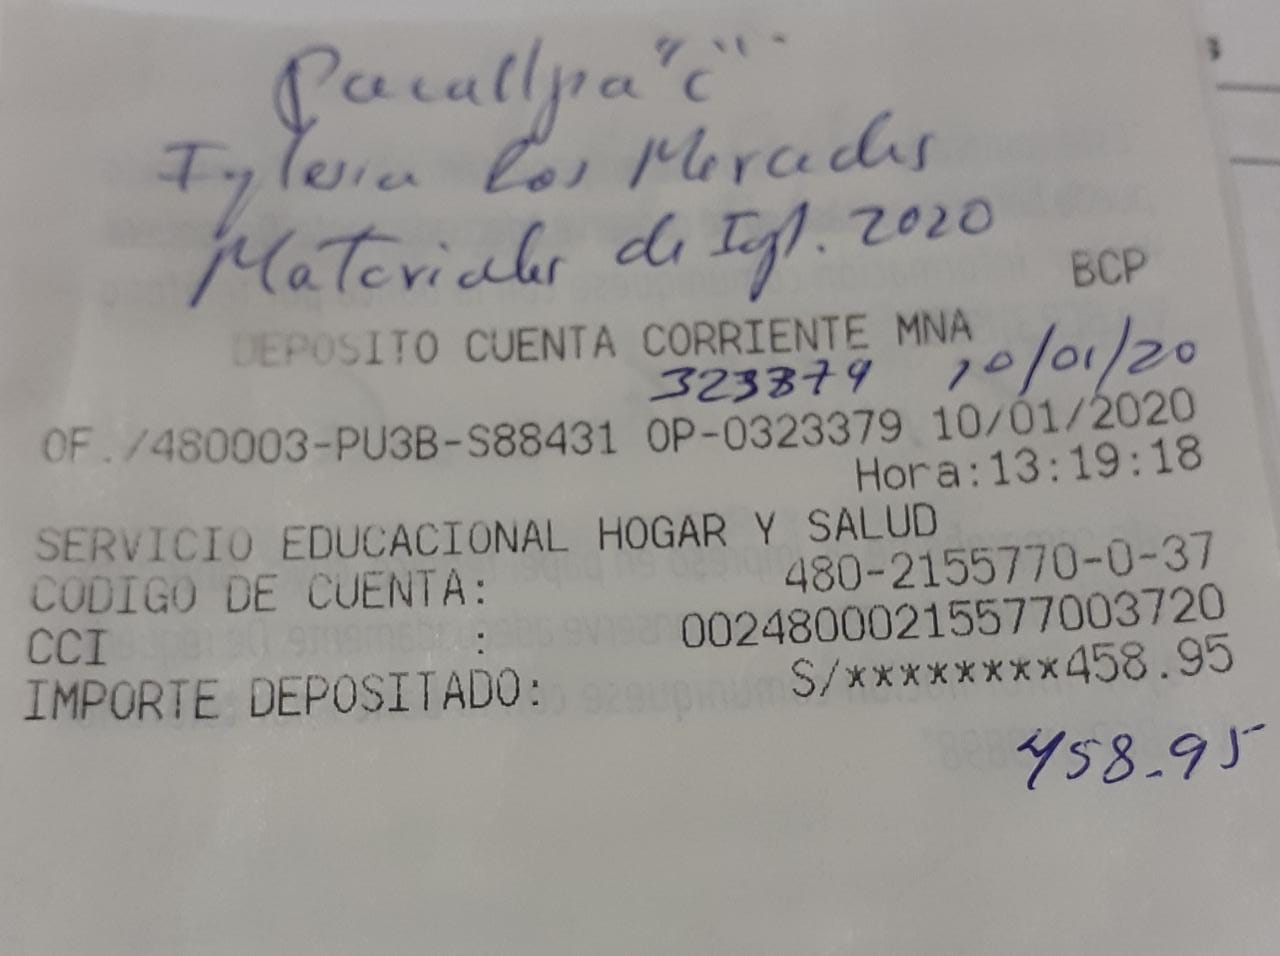 Pucallpa "C"
Iglesia Los Mercedes
Materiales de Igl. 2020
BCP
DEPOSITO CUENTA CORRIENTE MNA
323379 10/01/20
OF./480003-PU3B-S88431 OP-0323379 10/01/2020
Hora:13:19:18
SERVICIO EDUCACIONAL HOGAR Y SALUD
CODIGO DE CUENTA: 480-2155770-0-37
CCI : 00248000215577003720
IMPORTE DEPOSITADO: S/********458.95
458.95